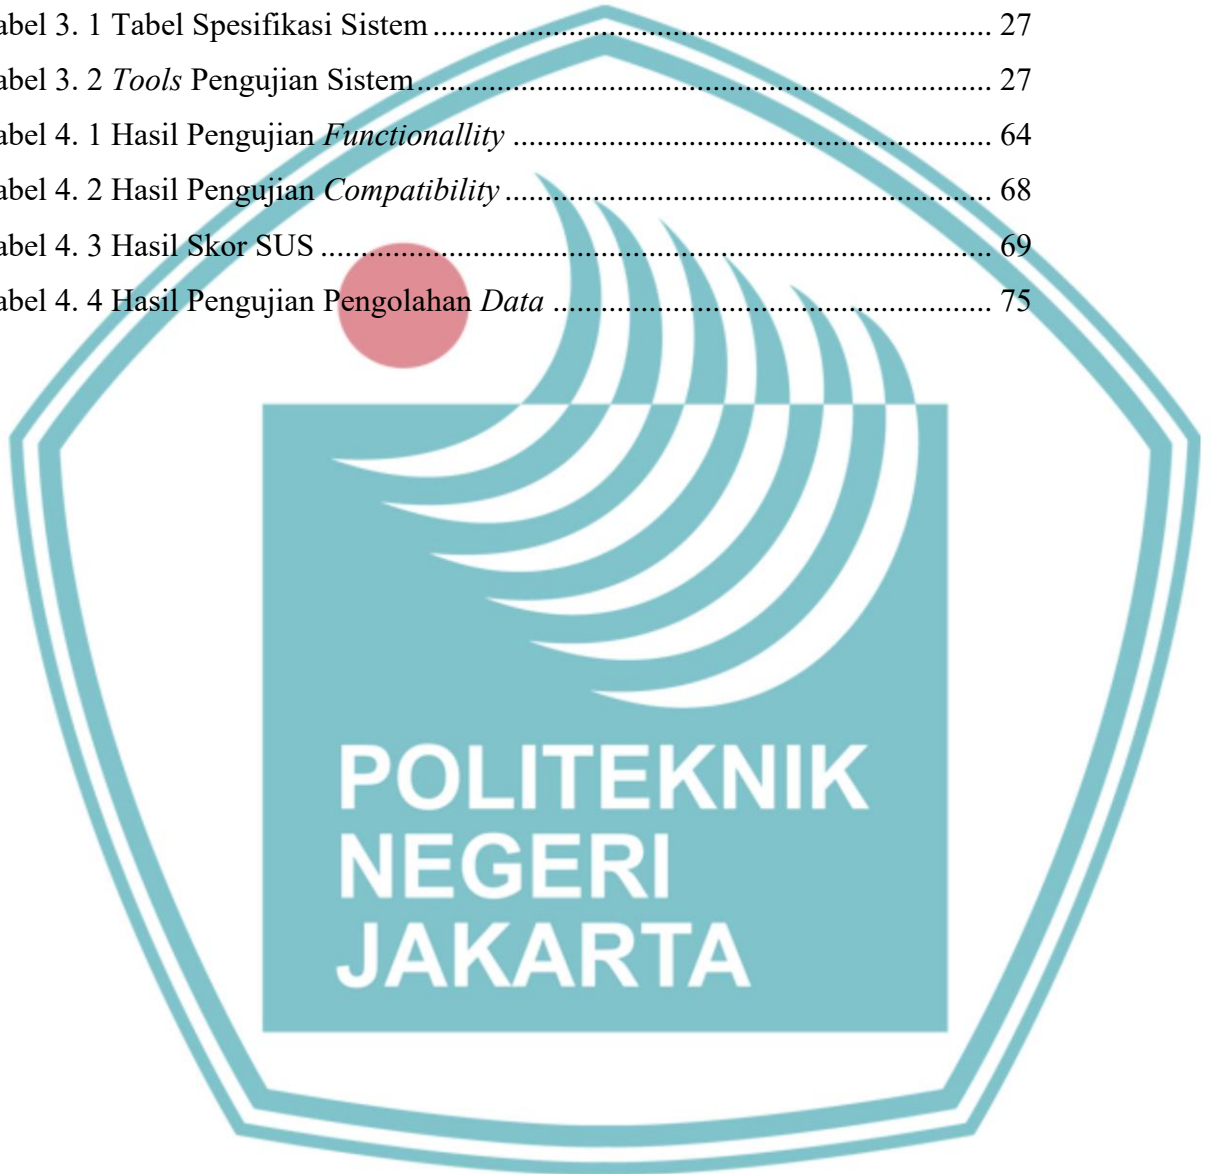 abel 3. 1 Tabel Spesifikasi Sistem ...................................................................... 27
abel 3. 2 Tools Pengujian Sistem........................................................................ 27
abel 4. 1 Hasil Pengujian Functionallity ............................................................ 64
abel 4. 2 Hasil Pengujian Compatibility ............................................................. 68
abel 4. 3 Hasil Skor SUS .................................................................................... 69
abel 4. 4 Hasil Pengujian Pengolahan Data ....................................................... 75
POLITEKNIK
NEGERI
JAKARTA